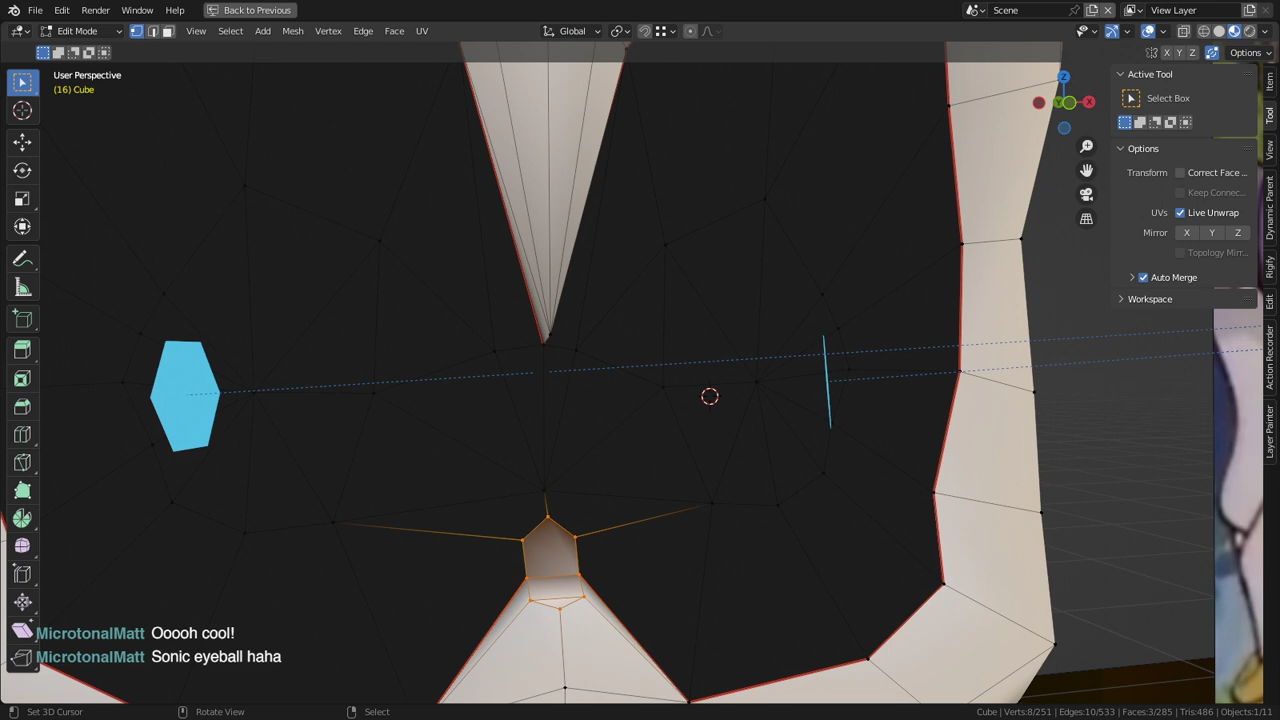 File Edit Render Window Help Back to Previous Scene View Layer
Edit Mode View Select Add Mesh Vertex Edge Face UV Global
X Y Z Options
User Perspective
(16) Cube
Z
Y X
Active Tool
Select Box
Options
Transform Correct Face ...
Keep Connec...
UVs Live Unwrap
Mirror X Y Z
Topology Mirr...
Auto Merge
Workspace
Item
Tool
View
Dynamic Parent
Rigify
Edit
Action Recorder
Layer Painter
MicrotonalMatt Ooooh cool!
MicrotonalMatt Sonic eyeball haha
Set 3D Cursor Rotate View Select Cube | Verts:8/251 | Edges:10/533 | Faces:3/285 | Tris:486 | Objects:1/11